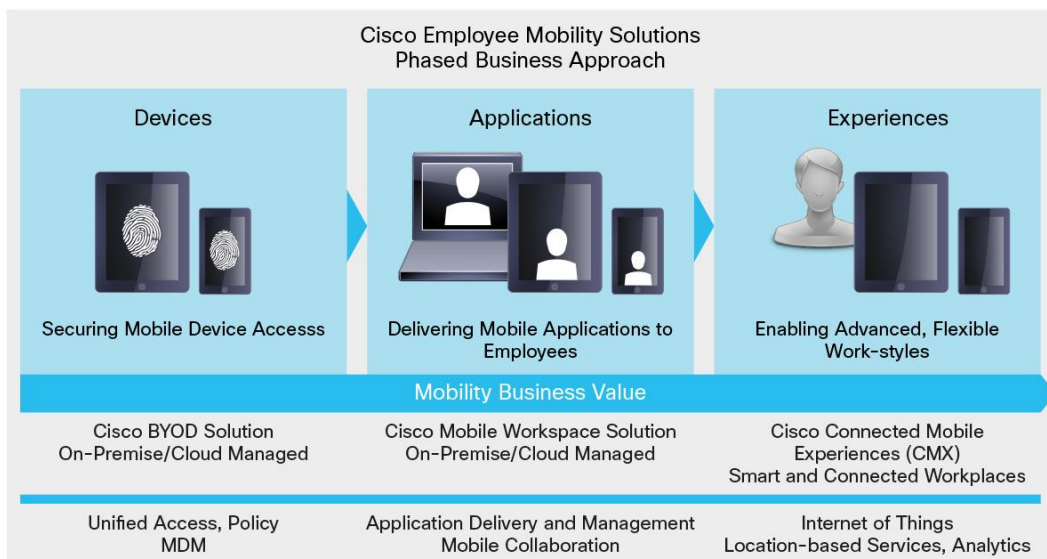 Cisco Employee Mobility Solutions
Phased Business Approach
Devices
Securing Mobile Device Accesss
Applications
Delivering Mobile Applications to
Employees
Experiences
Enabling Advanced, Flexible
Work-styles
Mobility Business Value
Cisco BYOD Solution
On-Premise/Cloud Managed
Cisco Mobile Workspace Solution
On-Premise/Cloud Managed
Cisco Connected Mobile
Experiences (CMX)
Smart and Connected Workplaces
Unified Access, Policy
MDM
Application Delivery and Management
Mobile Collaboration
Internet of Things
Location-based Services, Analytics